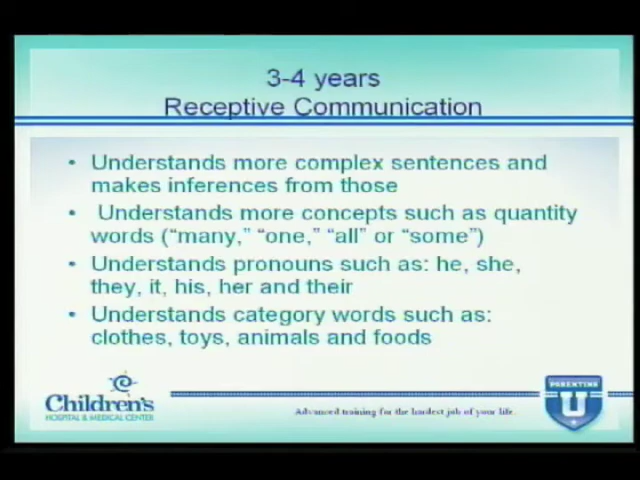 3-4 years
Receptive Communication
• Understands more complex sentences and
makes inferences from those
• Understands more concepts such as quantity
words (“many,” “one,” “all” or “some”)
• Understands pronouns such as: he, she,
they, it, his, her and their
• Understands category words such as:
clothes, toys, animals and foods
Children's
HOSPITAL & MEDICAL CENTER
Advanced training for the hardest job of your life.
PARENTING
U